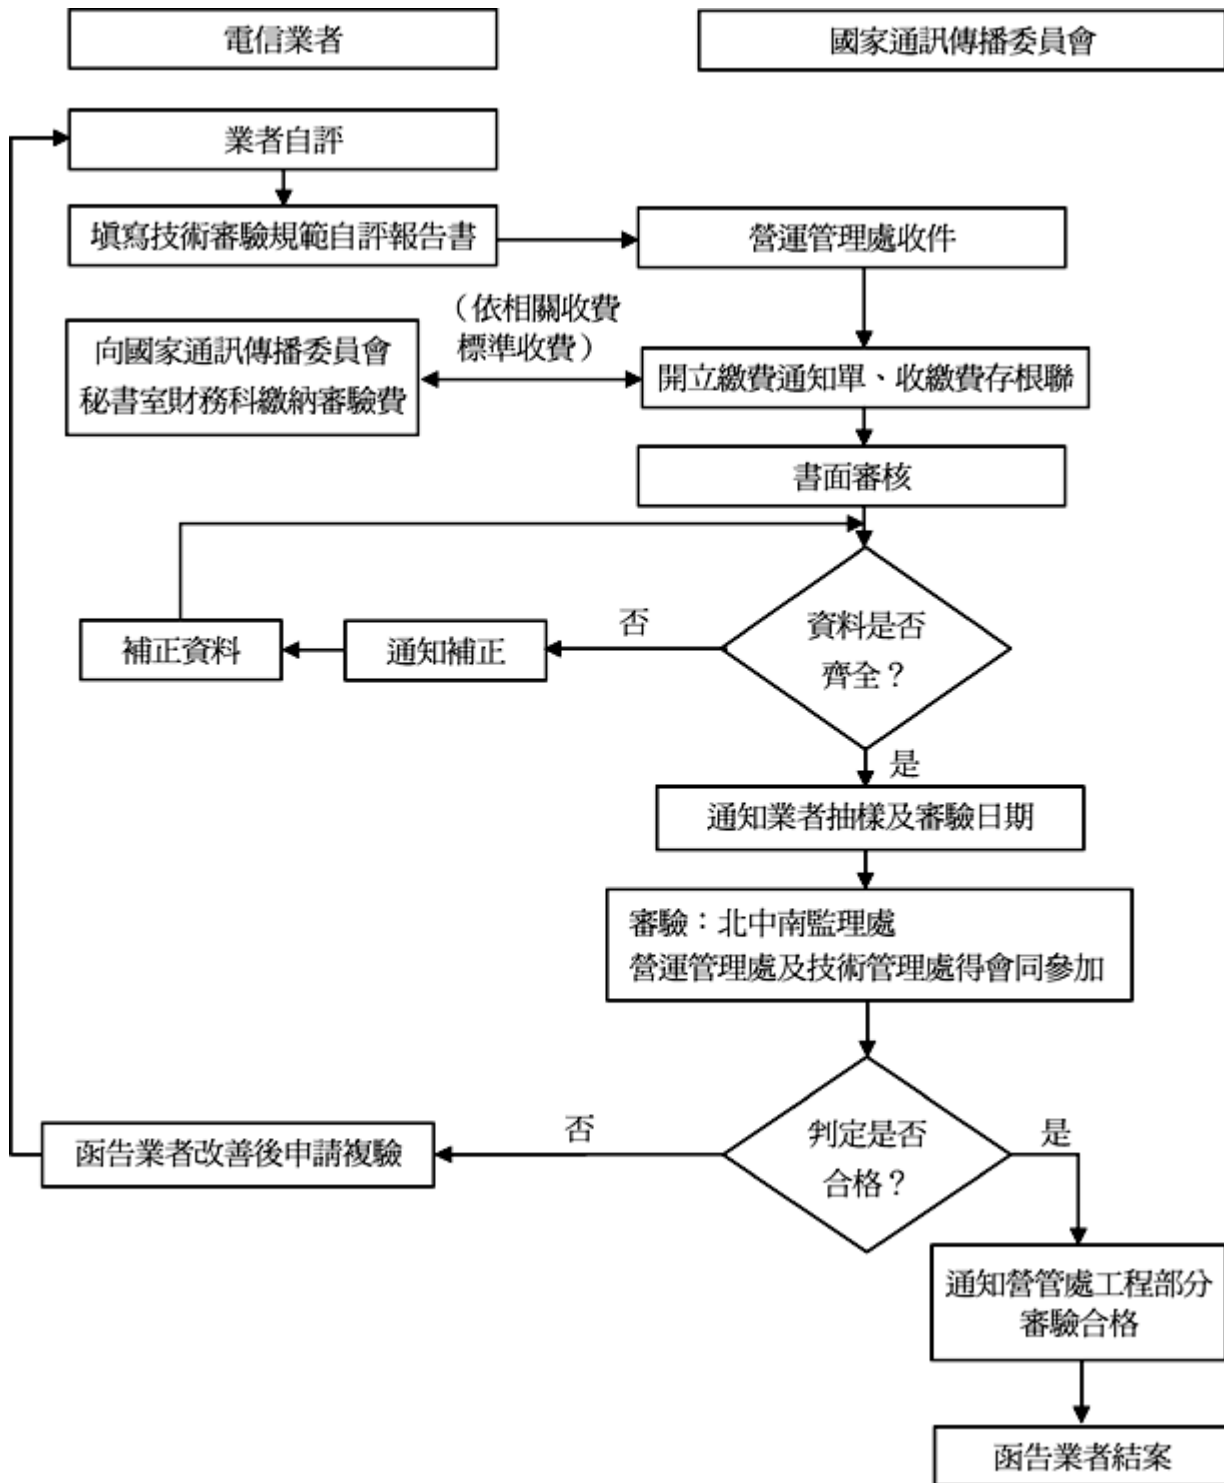 電信業者
國家通訊傳播委員會
業者自評
填寫技術審驗規範自評報告書
營運管理處收件
（依相關收費
標準收費）
向國家通訊傳播委員會
秘書室財務科繳納審驗費
開立繳費通知單、收繳費存根聯
書面審核
資料是否
齊全？
否
通知補正
補正資料
是
通知業者抽樣及審驗日期
審驗：北中南監理處
營運管理處及技術管理處得會同參加
判定是否
合格？
否
是
函告業者改善後申請複驗
通知營管處工程部分
審驗合格
函告業者結案